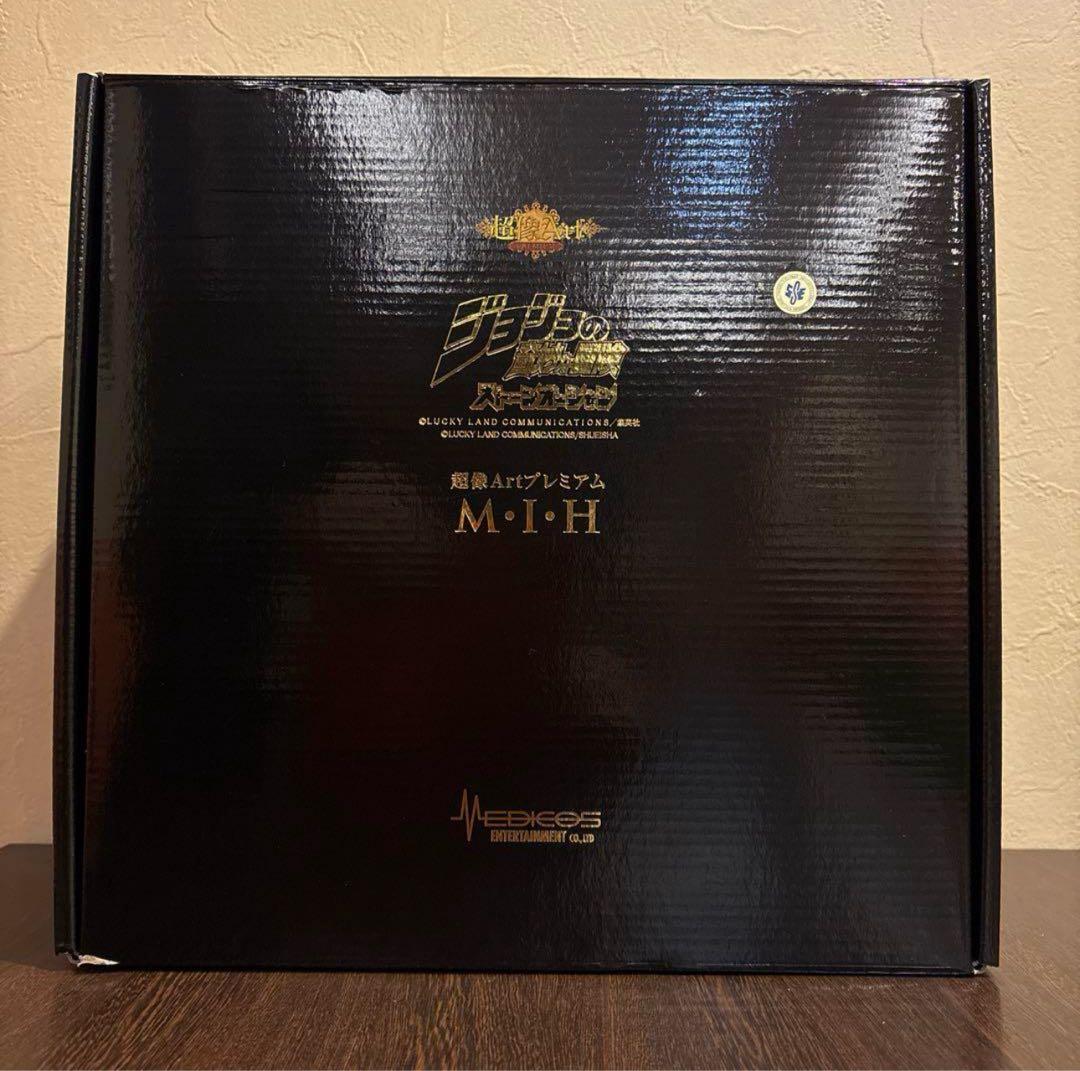 超像Art
ジョジョの
奇妙な冒険
ストーンオーシャン
©LUCKY LAND COMMUNICATIONS/集英社
©LUCKY LAND COMMUNICATIONS/SHUEISHA
超像Artプレミアム
M・I・H
MEDICOS
ENTERTAINMENT CO.,LTD